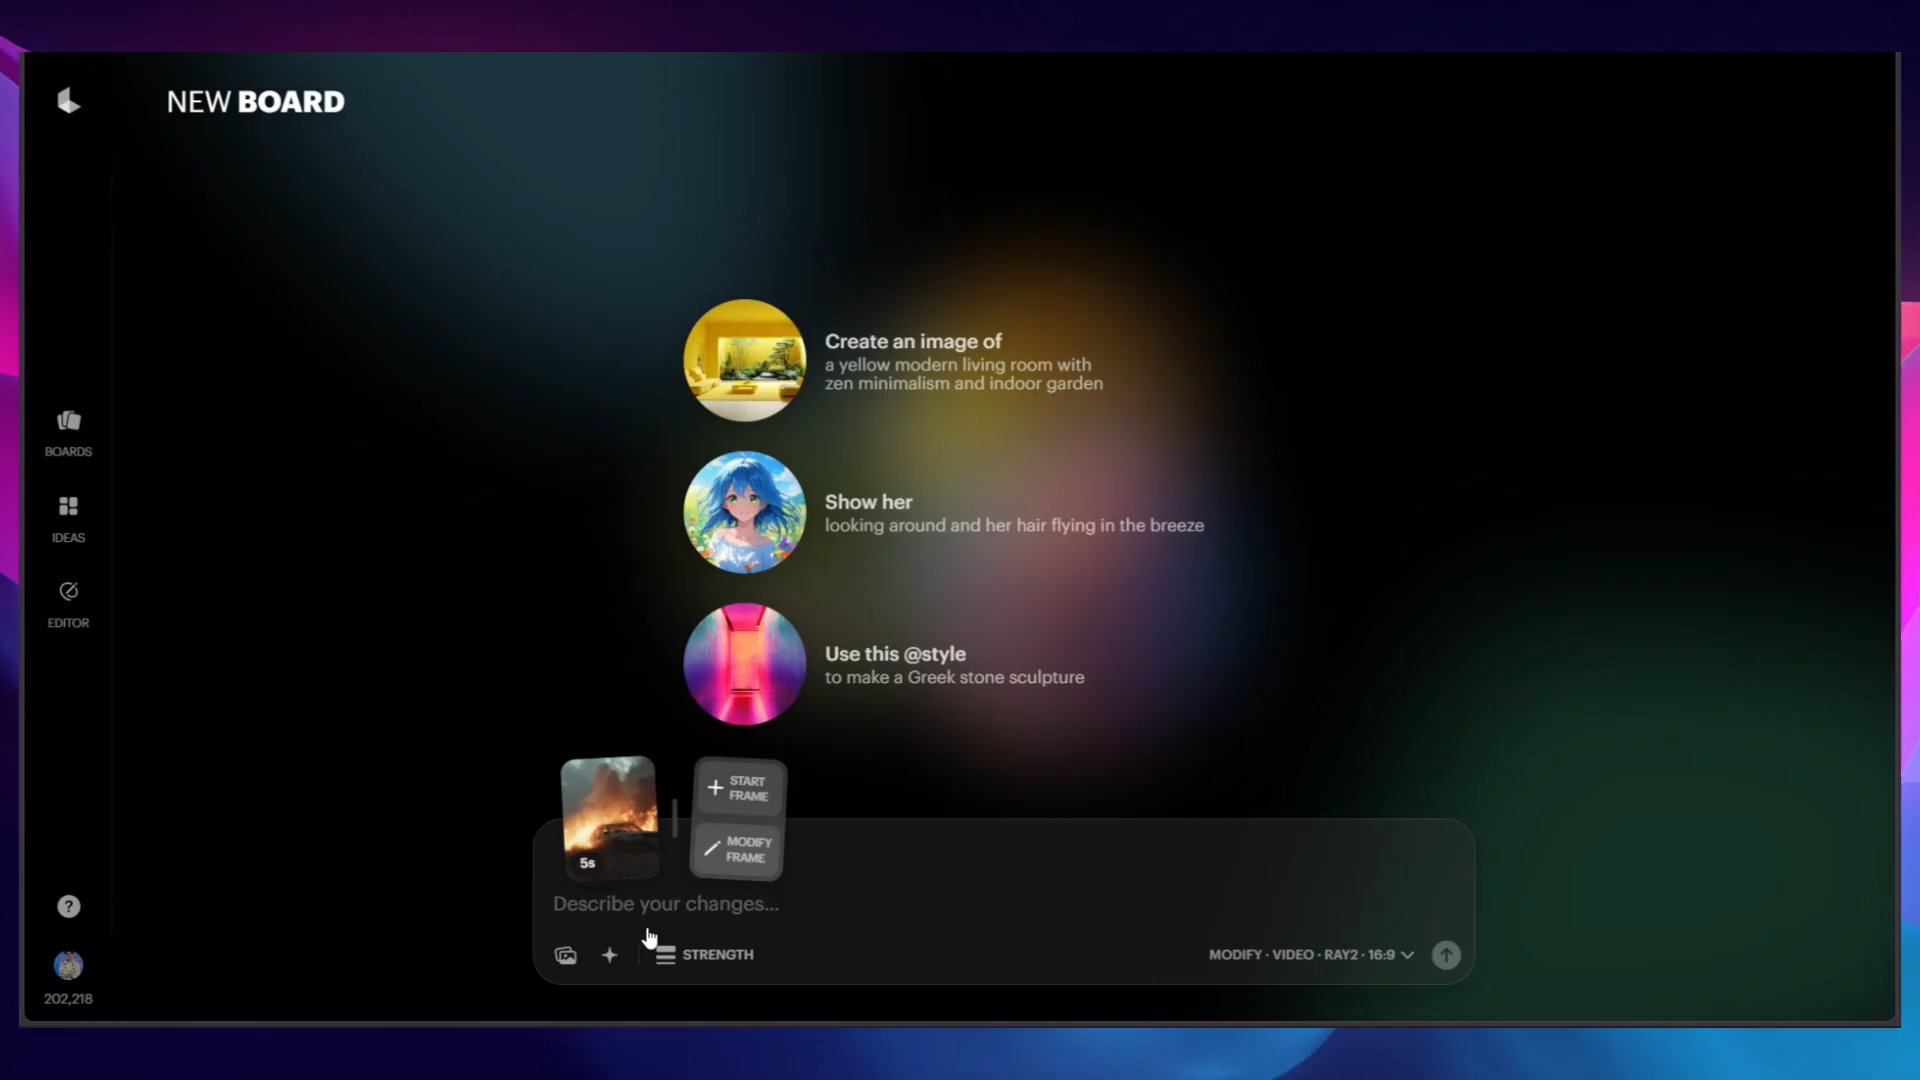 NEW BOARD
Create an image of
a yellow modern living room with
zen minimalism and indoor garden
BOARDS
Show her
looking around and her hair flying in the breeze
IDEAS
EDITOR
Use this @style
to make a Greek stone sculpture
START
FRAME
MODIFY
FRAME
5s
Describe your changes...
?
STRENGTH
MODIFY · VIDEO · RAY2 · 16:9
202,218